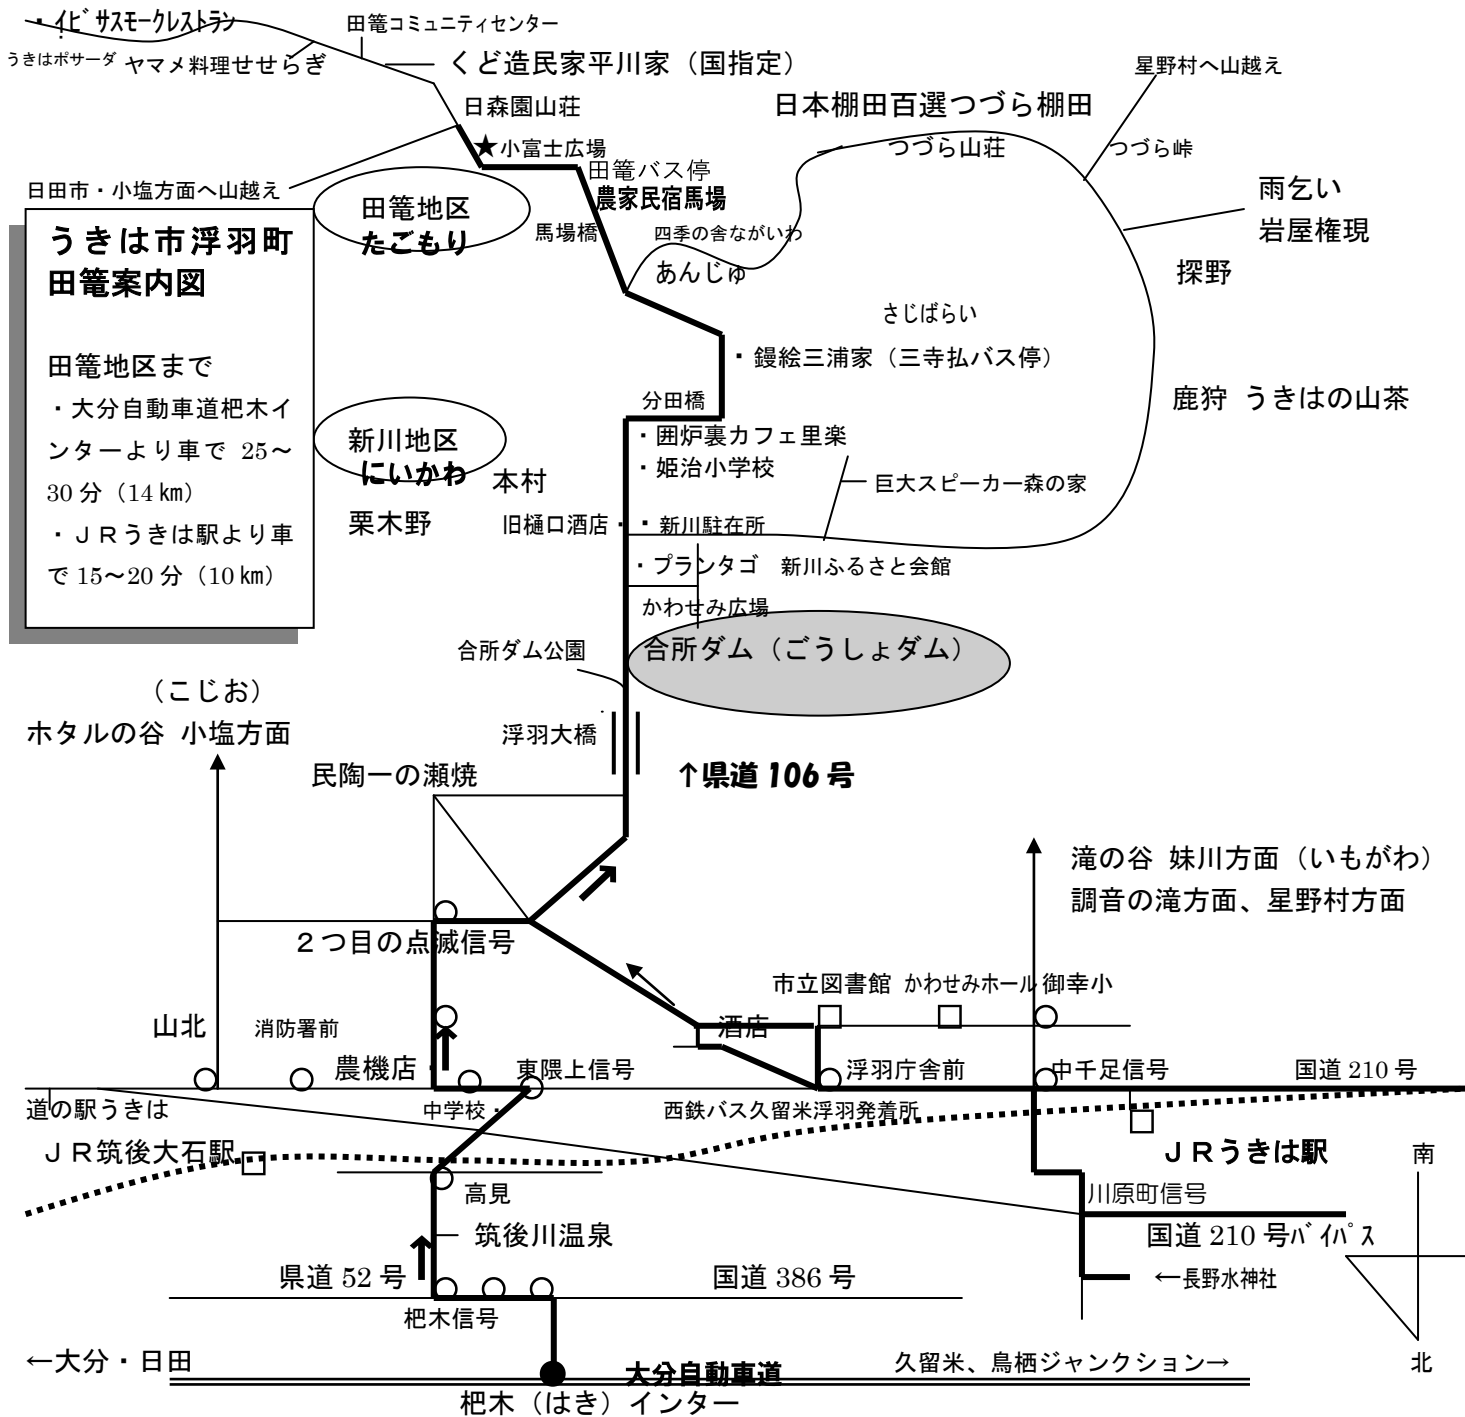 ・イビサスモークレストラン
田篭コミュニティセンター
うきはポサーダ
ヤマメ料理せせらぎ
くど造民家平川家（国指定）
星野村へ山越え
日森園山荘
日本棚田百選つづら棚田
★小富士広場
つづら山荘
つづら峠
田篭バス停
日田市・小塩方面へ山越え
農家民宿馬場
雨乞い
岩屋権現
田篭地区
たごもり
馬場橋
四季の舎ながいわ
あんじゅ
探野
うきは市浮羽町
田篭案内図
田篭地区まで
・大分自動車道杷木イ
ンターより車で 25～
30 分（14 ㎞）
・ＪＲうきは駅より車
で 15～20 分（10 ㎞）
さじばらい
・鏝絵三浦家（三寺払バス停）
分田橋
鹿狩 うきはの山茶
新川地区
にいかわ
・囲炉裏カフェ里楽
・姫治小学校
本村
巨大スピーカー森の家
栗木野
旧樋口酒店・
・新川駐在所
・プランタゴ
新川ふるさと会館
かわせみ広場
合所ダム公園
合所ダム（ごうしょダム）
（こじお）
ホタルの谷 小塩方面
浮羽大橋
民陶一の瀬焼
↑県道 106 号
滝の谷 妹川方面（いもがわ）
調音の滝方面、星野村方面
２つ目の点滅信号
市立図書館
かわせみホール
御幸小
山北
消防署前
酒店
農機店・
東隈上信号
浮羽庁舎前
中千足信号
国道 210 号
道の駅うきは
中学校・
西鉄バス久留米浮羽発着所
ＪＲ筑後大石駅
ＪＲうきは駅
南
高見
川原町信号
筑後川温泉
国道 210 号バイパス
県道 52 号
国道 386 号
←長野水神社
杷木信号
←大分・日田
大分自動車道
久留米、鳥栖ジャンクション→
北
杷木（はき）インター